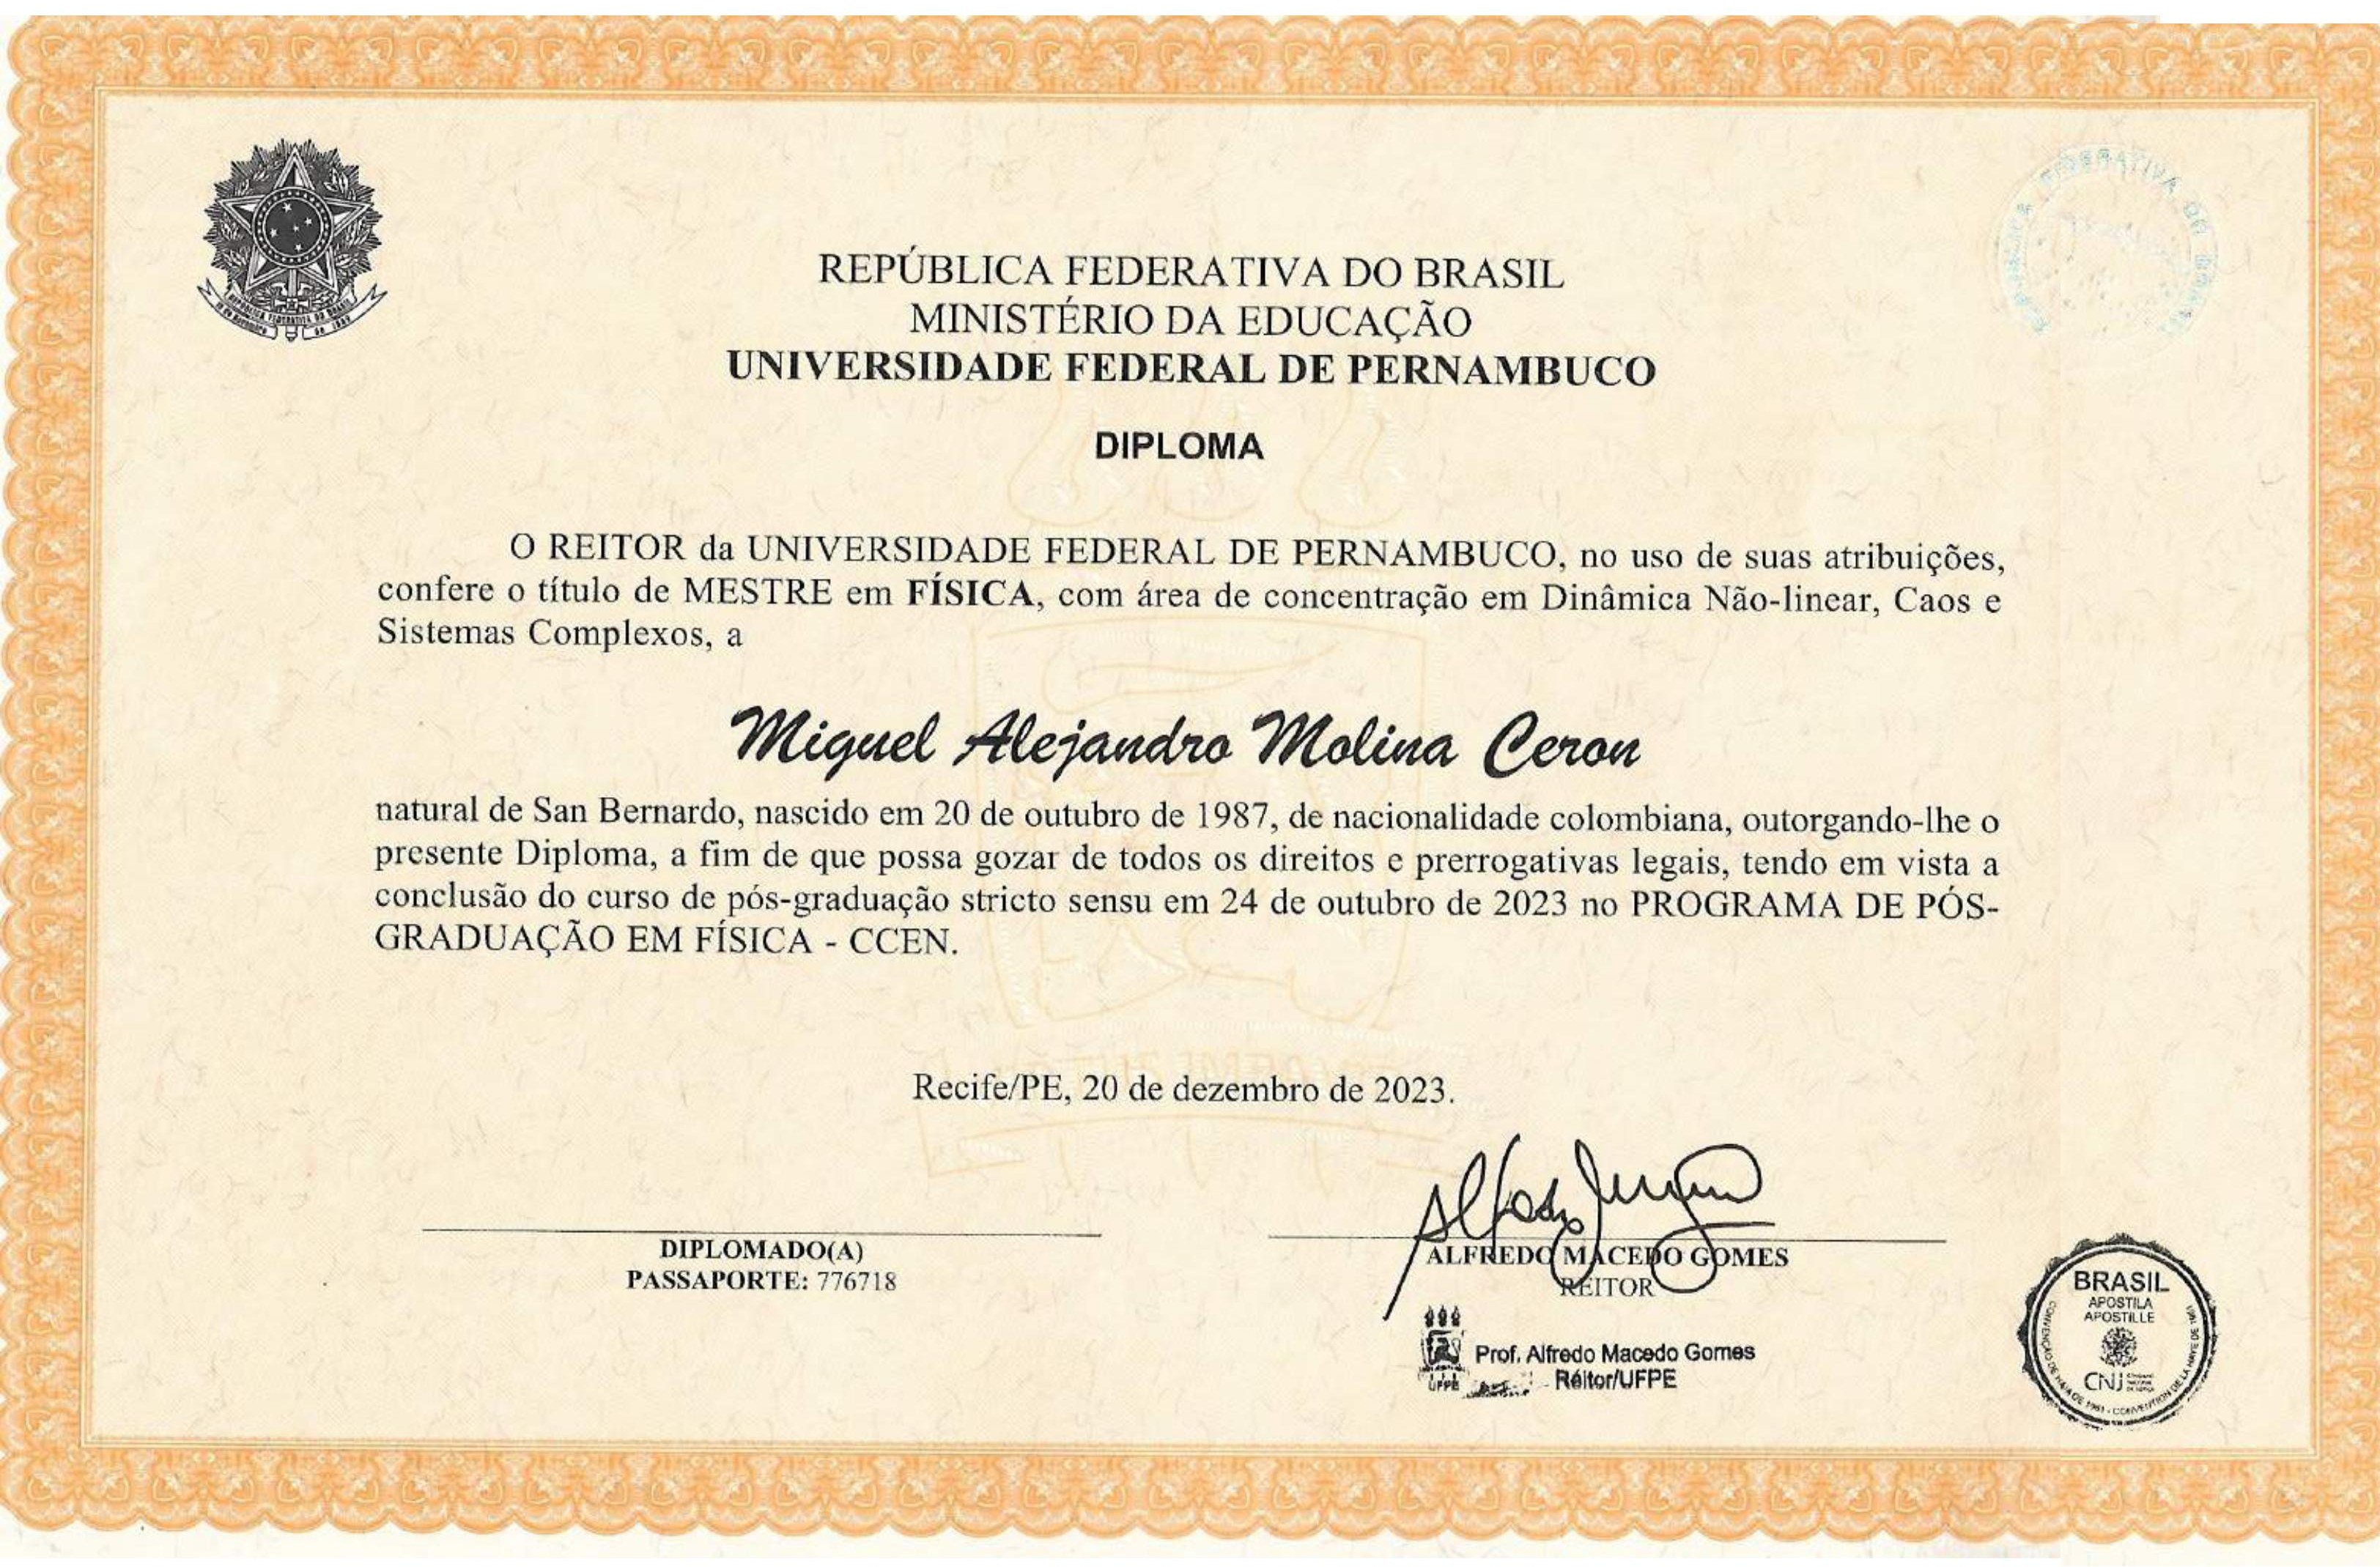 REPÚBLICA FEDERATIVA DO BRASIL
MINISTÉRIO DA EDUCAÇÃO
UNIVERSIDADE FEDERAL DE PERNAMBUCO
DIPLOMA
O REITOR da UNIVERSIDADE FEDERAL DE PERNAMBUCO, no uso de suas atribuições,
confere o título de MESTRE em FÍSICA, com área de concentração em Dinâmica Não-linear, Caos e
Sistemas Complexos, a
Miguel Alejandro Molina Ceron
natural de San Bernardo, nascido em 20 de outubro de 1987, de nacionalidade colombiana, outorgando-lhe o
presente Diploma, a fim de que possa gozar de todos os direitos e prerrogativas legais, tendo em vista a
conclusão do curso de pós-graduação stricto sensu em 24 de outubro de 2023 no PROGRAMA DE PÓS-
GRADUAÇÃO EM FÍSICA - CCEN.
Recife/PE, 20 de dezembro de 2023.
DIPLOMADO(A)
PASSAPORTE: 776718
ALFREDO MACEDO GOMES
REITOR
UFPE
Prof. Alfredo Macedo Gomes
Reitor/UFPE
BRASIL
APOSTILA
APOSTILLE
CNJ
CONVENÇÃO DE HAIA DE 1961 - CONVENTION DE LA HAYE DE 1961